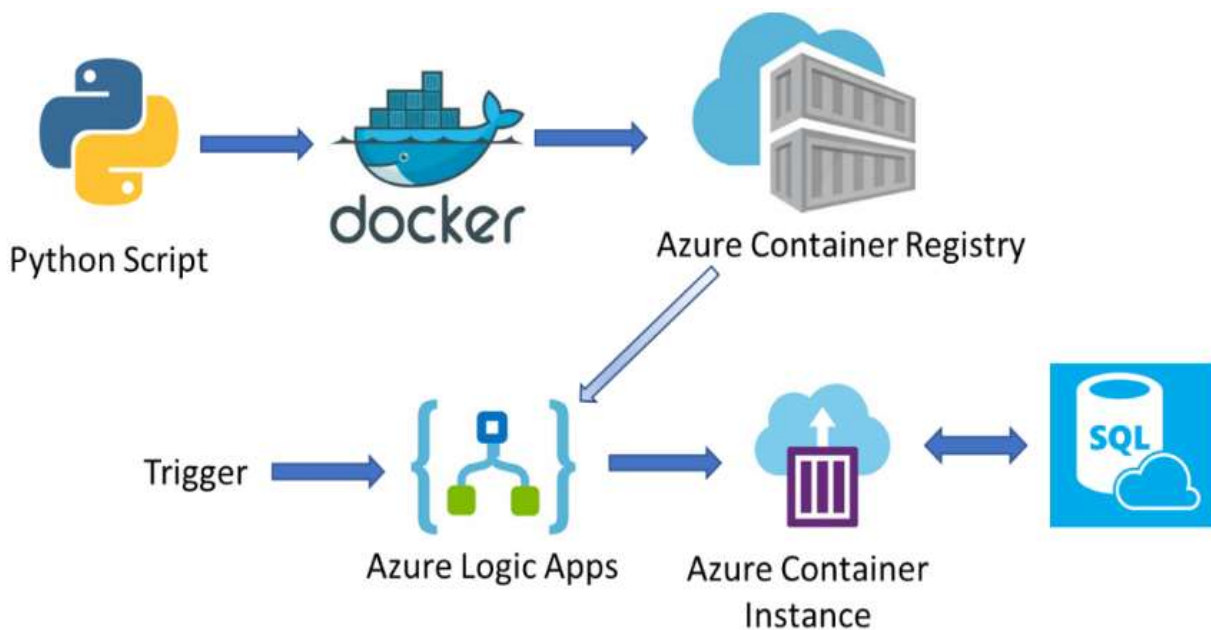 docker
Python Script
Azure Container Registry
Trigger
SQL
Azure Logic Apps
Azure Container
Instance